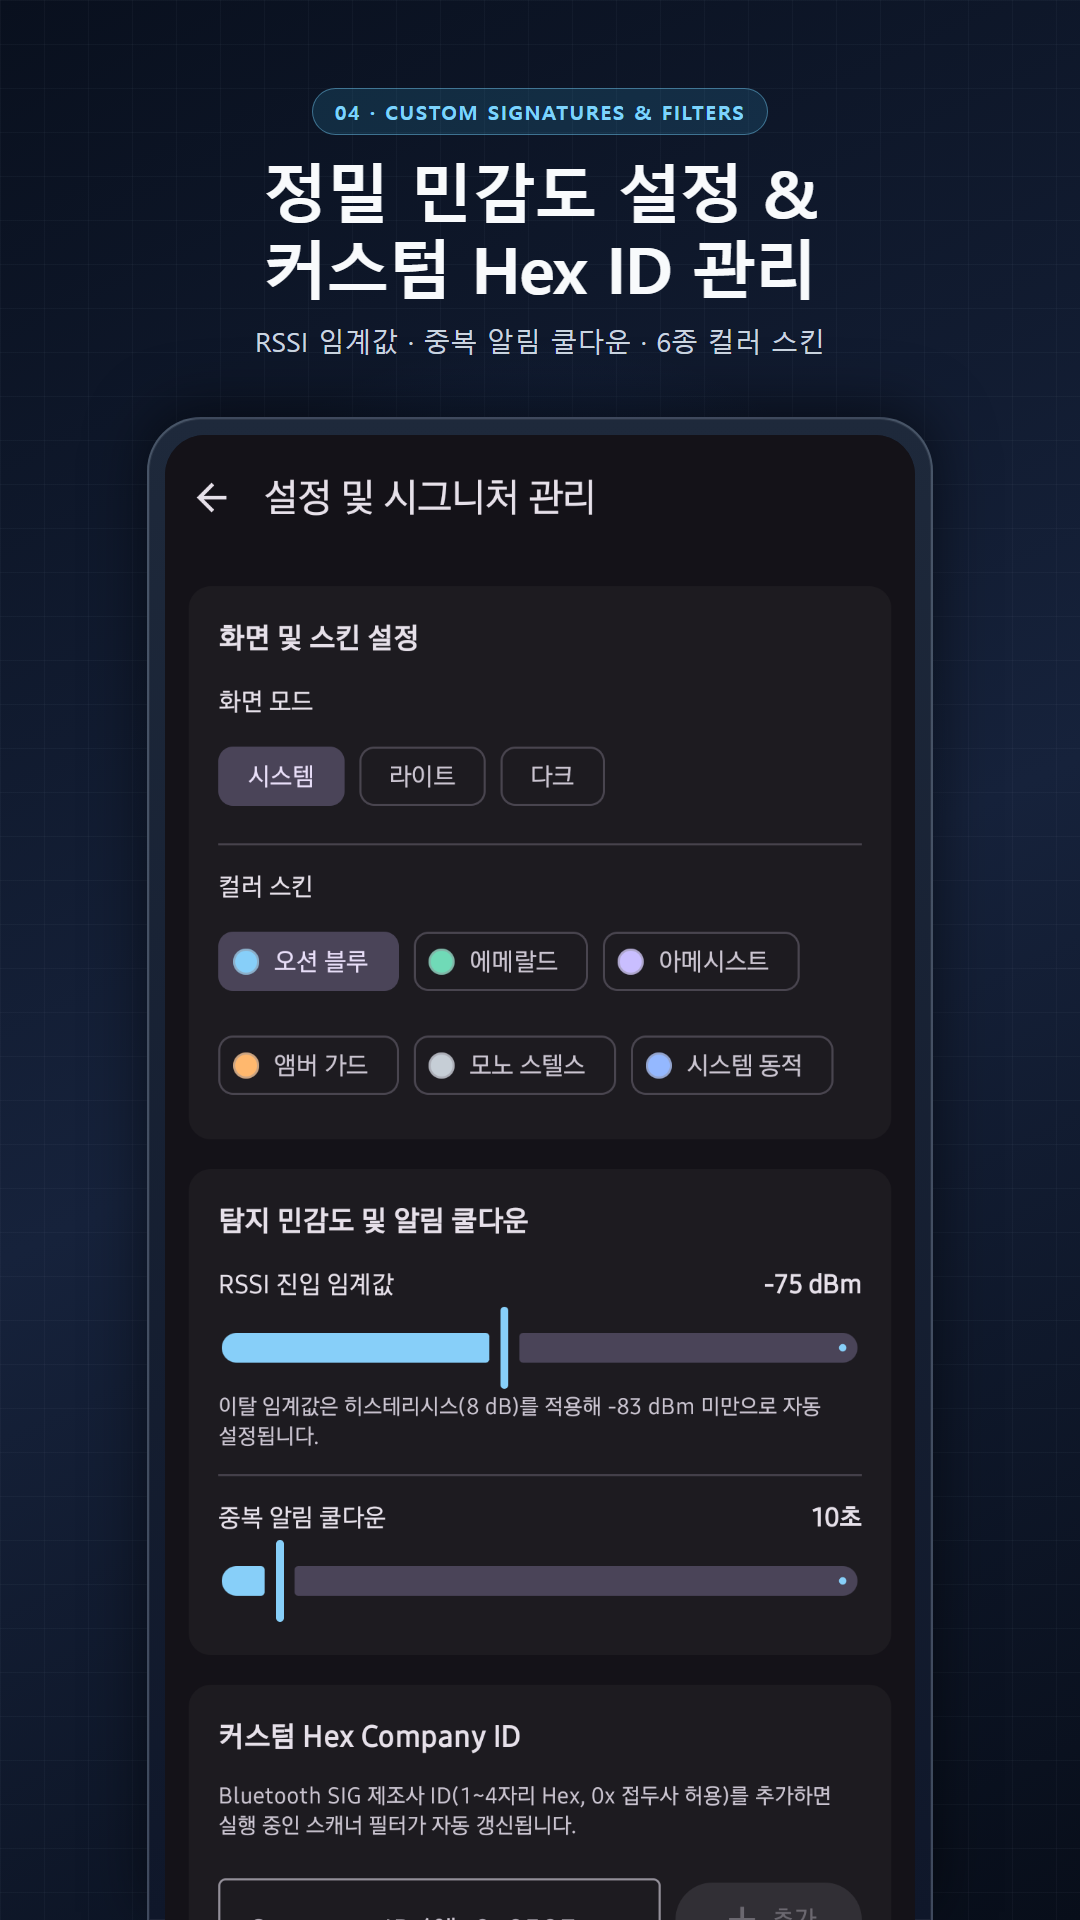 04 · CUSTOM SIGNATURES & FILTERS
정밀 민감도 설정 &
커스텀 Hex ID 관리
RSSI 임계값 · 중복 알림 쿨다운 · 6종 컬러 스킨
설정 및 시그니처 관리
화면 및 스킨 설정
화면 모드
시스템 라이트 다크
컬러 스킨
오션 블루 에메랄드 아메시스트
앰버 가드 모노 스텔스 시스템 동적
탐지 민감도 및 알림 쿨다운
RSSI 진입 임계값 -75 dBm
이탈 임계값은 히스테리시스(8 dB)를 적용해 -83 dBm 미만으로 자동
설정됩니다.
중복 알림 쿨다운 10초
커스텀 Hex Company ID
Bluetooth SIG 제조사 ID(1~4자리 Hex, 0x 접두사 허용)를 추가하면
실행 중인 스캐너 필터가 자동 갱신됩니다.
추가